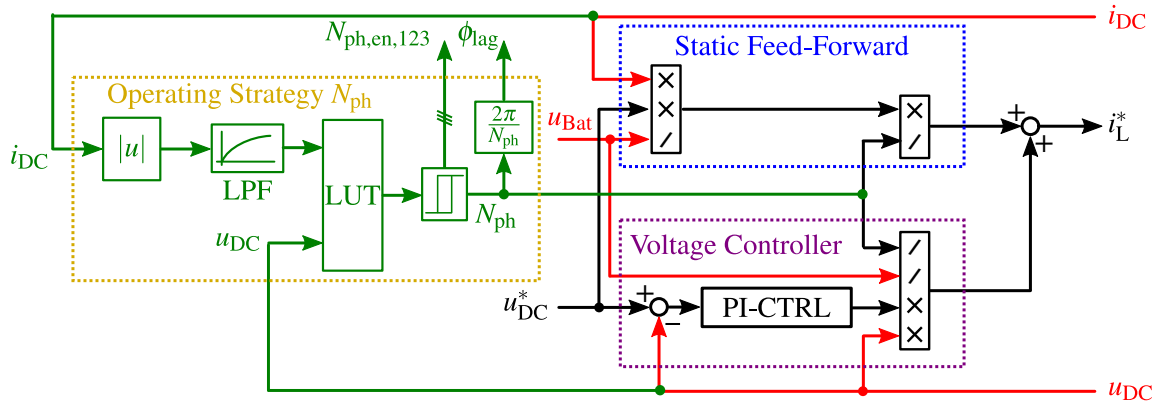 i_DC
N_ph,en,123
ϕ_lag
Static Feed-Forward
Operating Strategy N_ph
×
×
/
×
/
2π
N_ph
u_Bat
+
+
i_L^*
|u|
i_DC
LPF
LUT
N_ph
u_DC
Voltage Controller
/
/
×
×
u_DC^*
+
−
PI-CTRL
u_DC